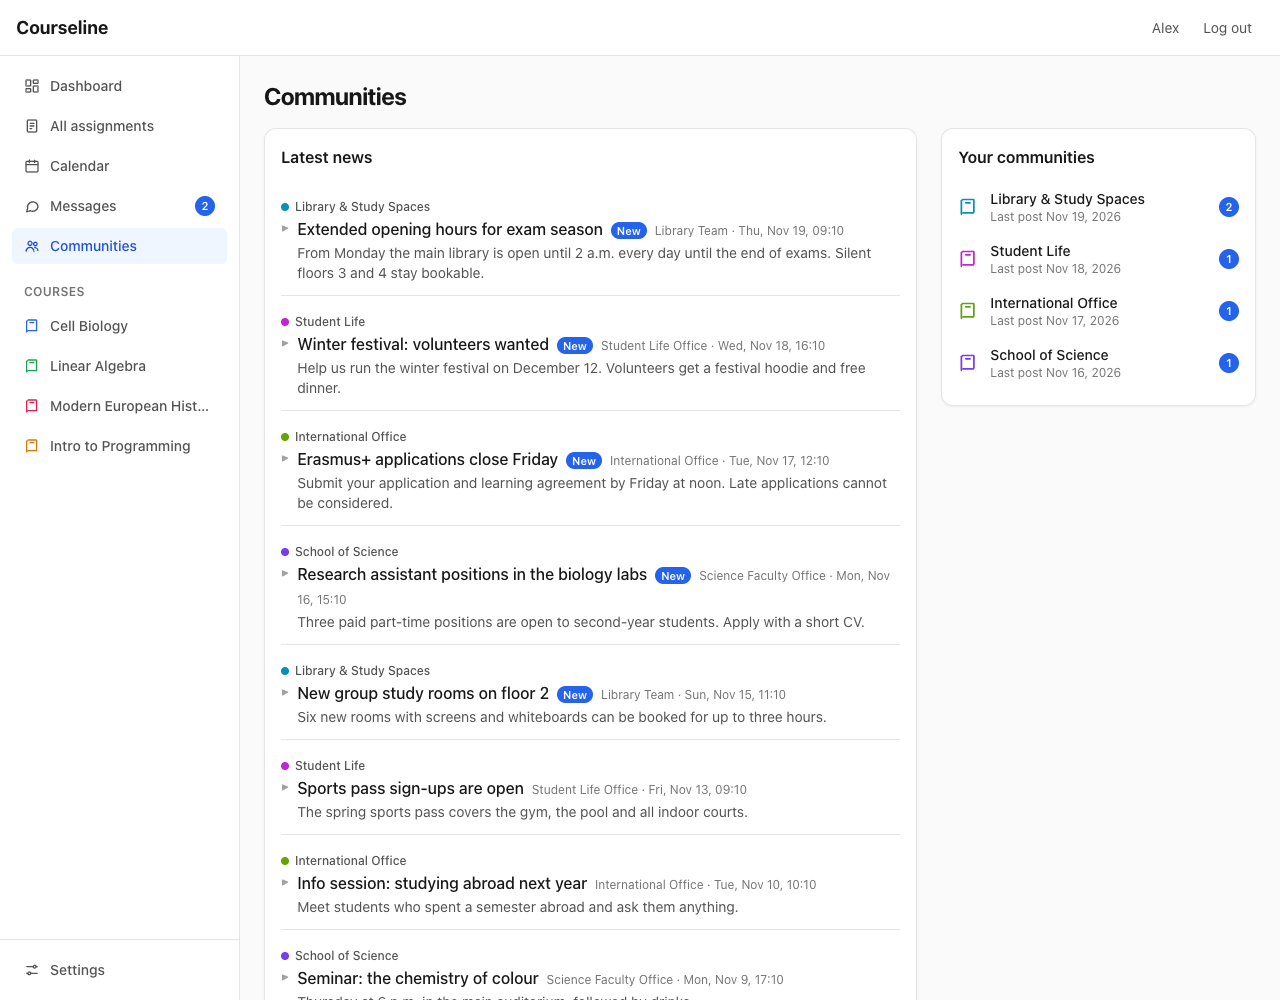 Courseline
Alex
Log out
Dashboard
All assignments
Calendar
Messages
2
Communities
COURSES
Cell Biology
Linear Algebra
Modern European Hist...
Intro to Programming
Settings
Communities
Latest news
Library & Study Spaces
Extended opening hours for exam season New Library Team · Thu, Nov 19, 09:10
From Monday the main library is open until 2 a.m. every day until the end of exams. Silent
floors 3 and 4 stay bookable.
Student Life
Winter festival: volunteers wanted New Student Life Office · Wed, Nov 18, 16:10
Help us run the winter festival on December 12. Volunteers get a festival hoodie and free
dinner.
International Office
Erasmus+ applications close Friday New International Office · Tue, Nov 17, 12:10
Submit your application and learning agreement by Friday at noon. Late applications cannot
be considered.
School of Science
Research assistant positions in the biology labs New Science Faculty Office · Mon, Nov
16, 15:10
Three paid part-time positions are open to second-year students. Apply with a short CV.
Library & Study Spaces
New group study rooms on floor 2 New Library Team · Sun, Nov 15, 11:10
Six new rooms with screens and whiteboards can be booked for up to three hours.
Student Life
Sports pass sign-ups are open Student Life Office · Fri, Nov 13, 09:10
The spring sports pass covers the gym, the pool and all indoor courts.
International Office
Info session: studying abroad next year International Office · Tue, Nov 10, 10:10
Meet students who spent a semester abroad and ask them anything.
School of Science
Seminar: the chemistry of colour Science Faculty Office · Mon, Nov 9, 17:10
Thursday at 6 p.m. in the main auditorium, followed by drinks.
Your communities
Library & Study Spaces
Last post Nov 19, 2026
2
Student Life
Last post Nov 18, 2026
1
International Office
Last post Nov 17, 2026
1
School of Science
Last post Nov 16, 2026
1